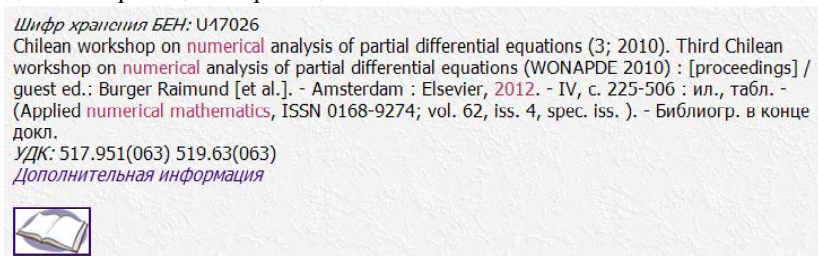 Шифр хранения БЕН: U47026
Chilean workshop on numerical analysis of partial differential equations (3; 2010). Third Chilean
workshop on numerical analysis of partial differential equations (WONAPDE 2010) : [proceedings] /
guest ed.: Burger Raimund [et al.]. - Amsterdam : Elsevier, 2012. - IV, с. 225-506 : ил., табл. -
(Applied numerical mathematics, ISSN 0168-9274; vol. 62, iss. 4, spec. iss. ). - Библиогр. в конце
докл.
УДК: 517.951(063) 519.63(063)
Дополнительная информация